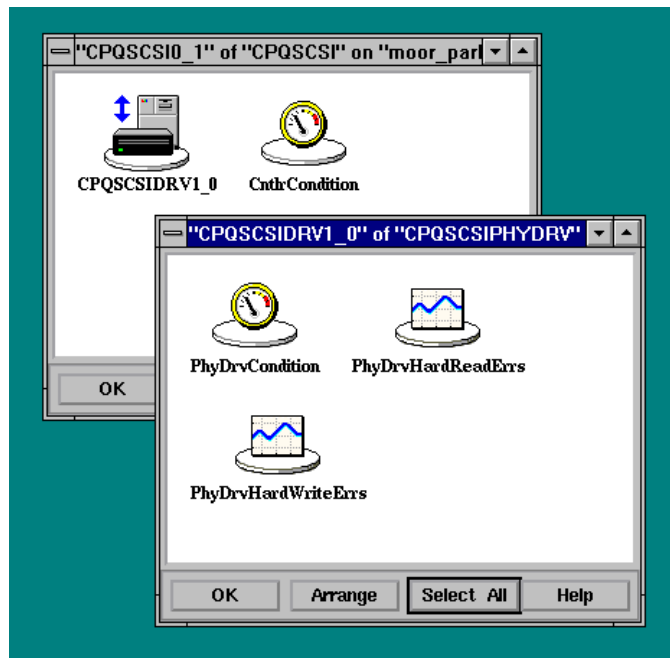 "CPQSCSI0_1" of "CPQSCSI" on "moor_parl
CPQSCSIDRV1_0 CntlrCondition
OK
"CPQSCSIDRV1_0" of "CPQSCSIPHYDRV"
PhyDrvCondition PhyDrvHardReadErrs
PhyDrvHardWriteErrs
OK Arrange Select All Help